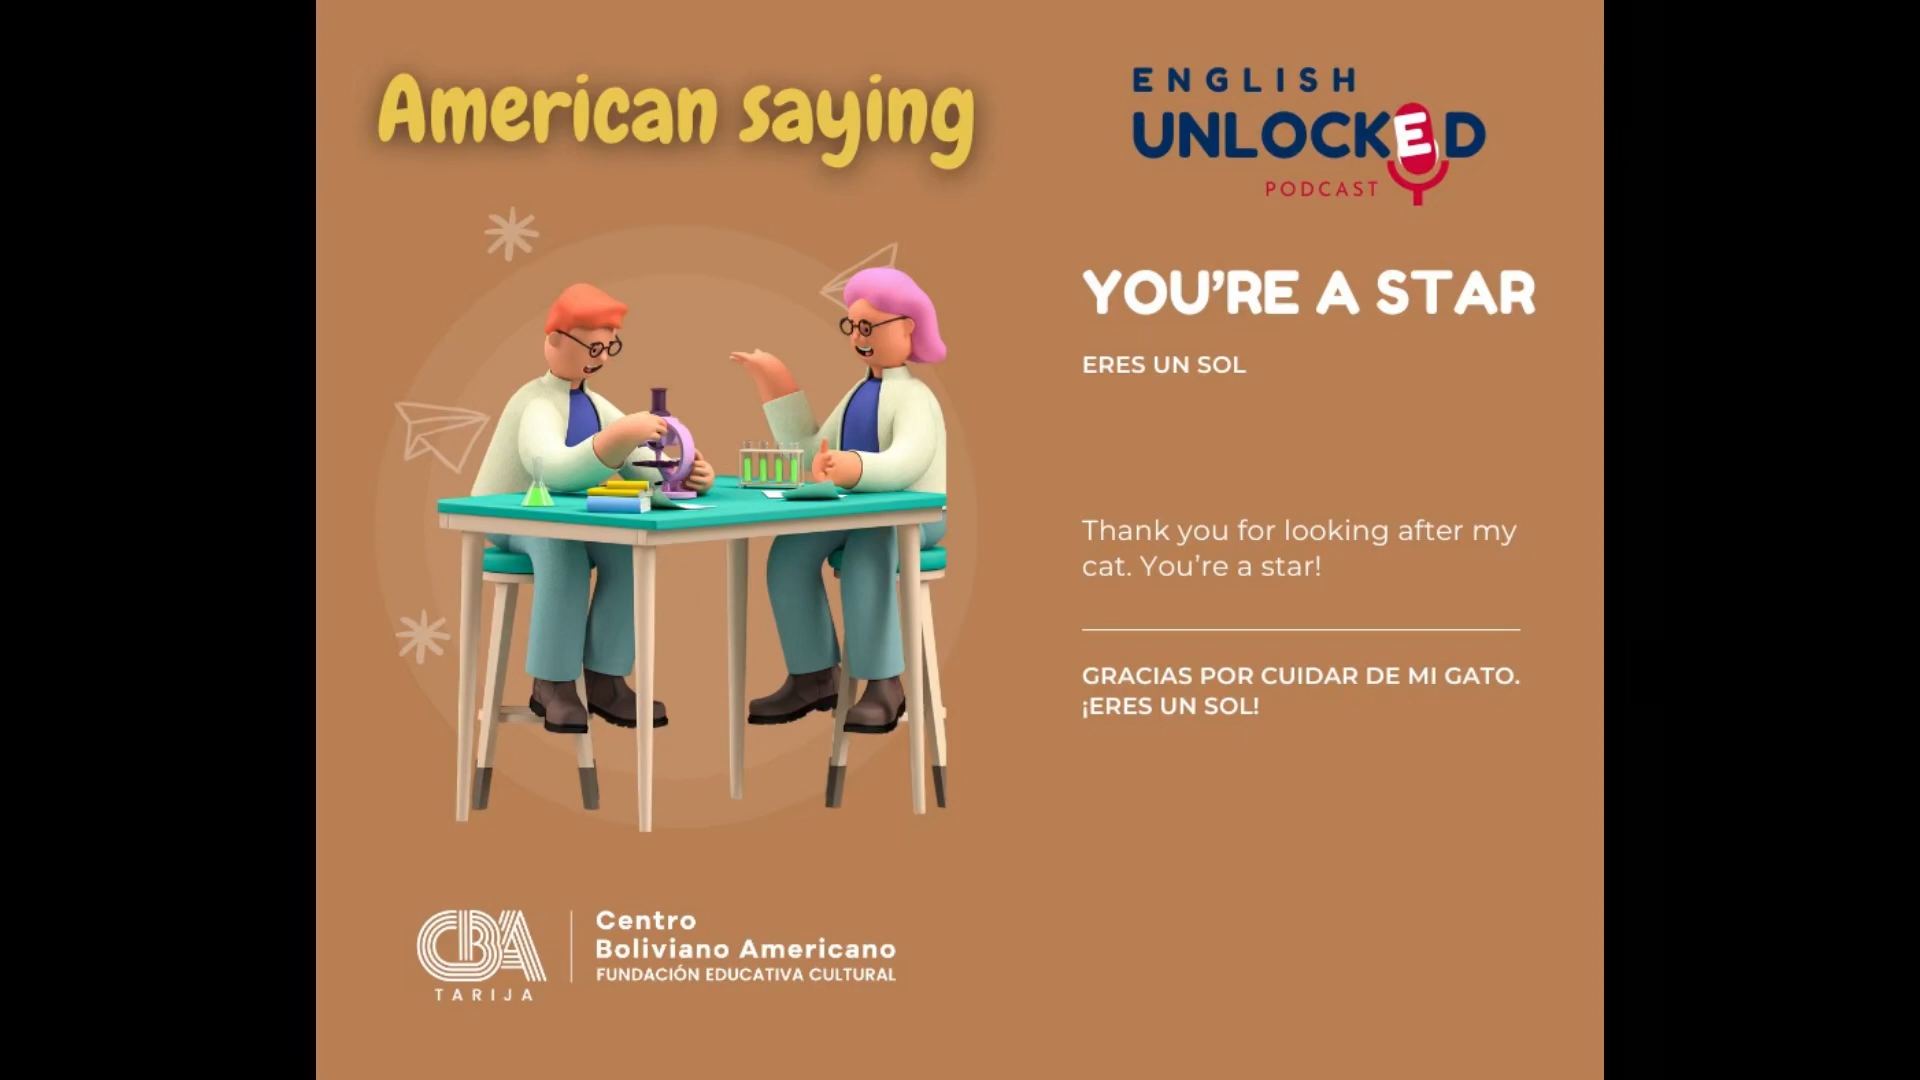 American saying
ENGLISH
UNLOCKED
PODCAST
YOU'RE A STAR
ERES UN SOL
Thank you for looking after my
cat. You're a star!
GRACIAS POR CUIDAR DE MI GATO.
¡ERES UN SOL!
CBA
TARIJA
Centro
Boliviano Americano
FUNDACIÓN EDUCATIVA CULTURAL